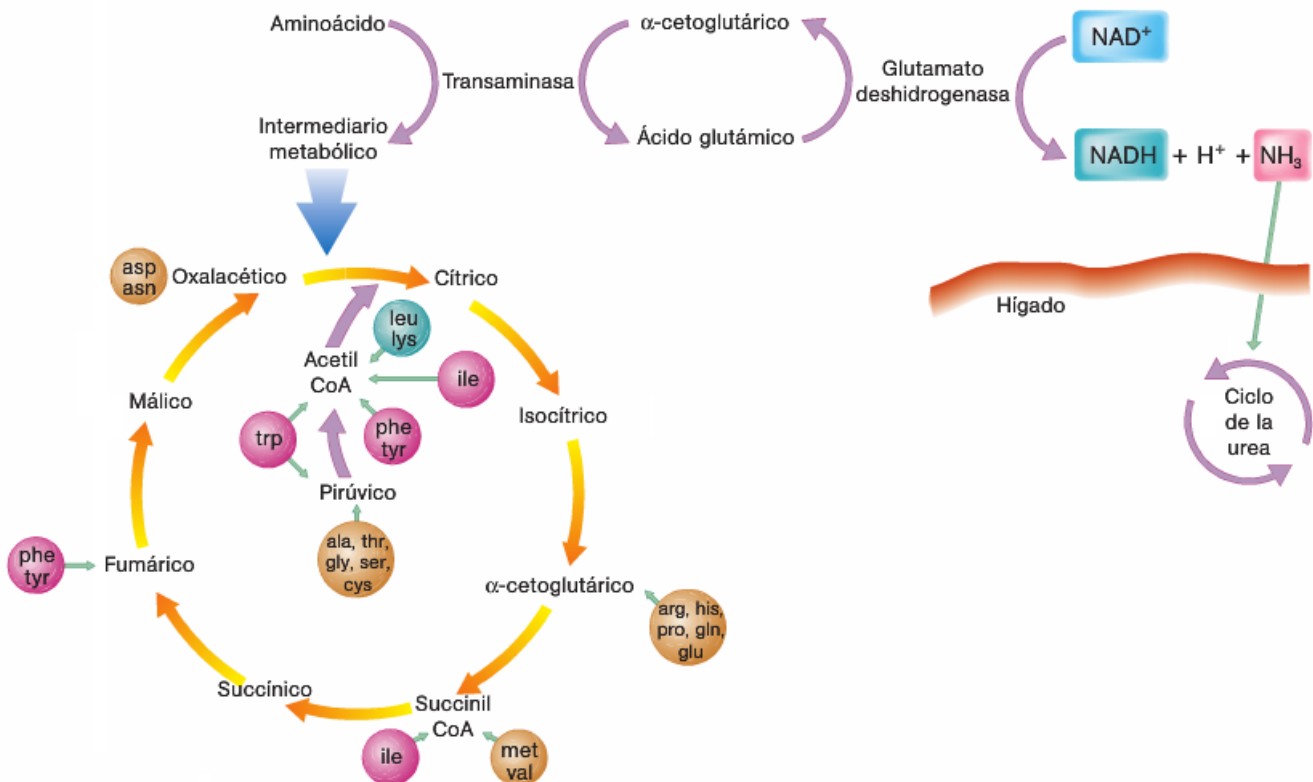 Aminoácido
α-cetoglutárico
NAD⁺
Transaminasa
Glutamato
deshidrogenasa
Intermediario
metabólico
Ácido glutámico
NADH + H⁺ + NH₃
asp
asn
Oxalacético
Cítrico
Hígado
leu
lys
Acetil
CoA
ile
Málico
Isocítrico
Ciclo
de la
urea
trp
phe
tyr
Pirúvico
ala, thr,
gly, ser,
cys
phe
tyr
Fumárico
α-cetoglutárico
arg, his,
pro, gln,
glu
Succínico
Succinil
CoA
ile
met
val